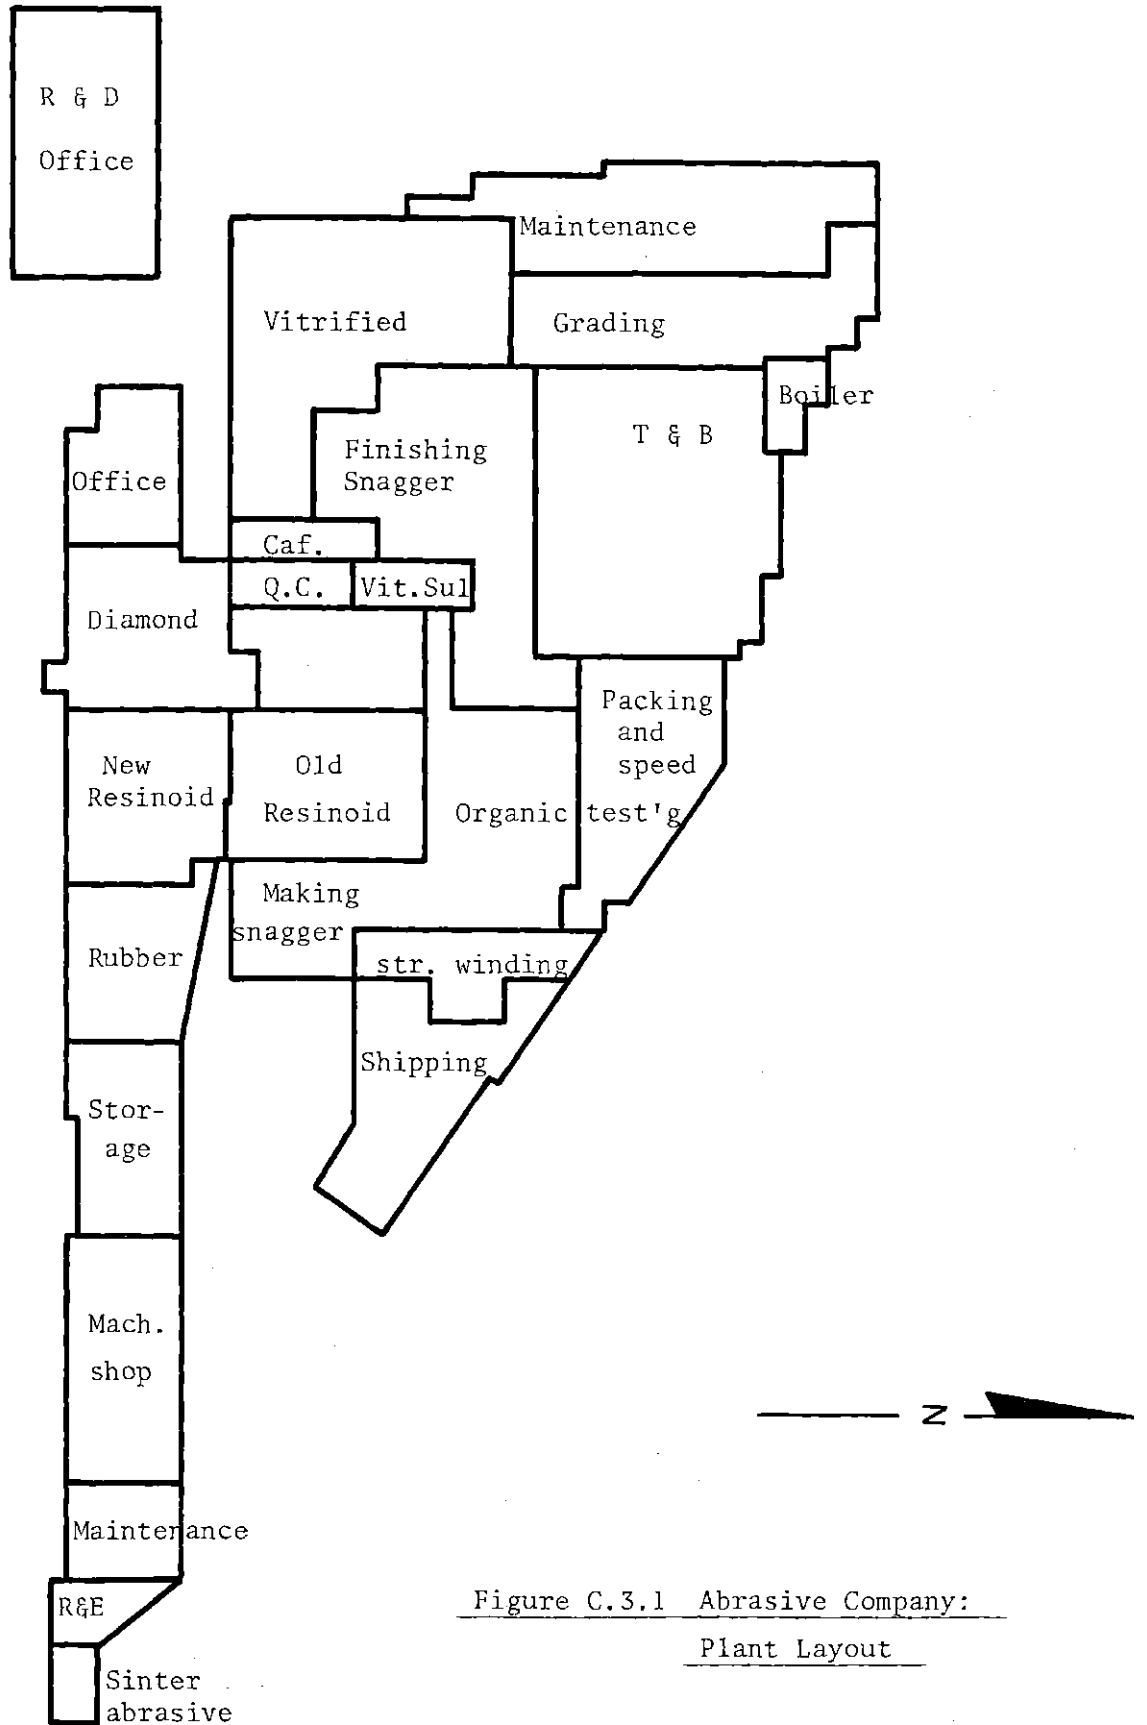 R & D
Office
Maintenance
Vitrified
Grading
Boiler
T & B
Finishing
Snagger
Office
Caf.
Q.C.
Vit.Sul
Diamond
Packing
and
speed
test'g
New
Resinoid
Old
Resinoid
Organic
Making
snagger
Rubber
str. winding
Shipping
Stor-
age
Mach.
shop
N
Maintenance
R&E
Sinter
abrasive
Figure C.3.1 Abrasive Company:
Plant Layout